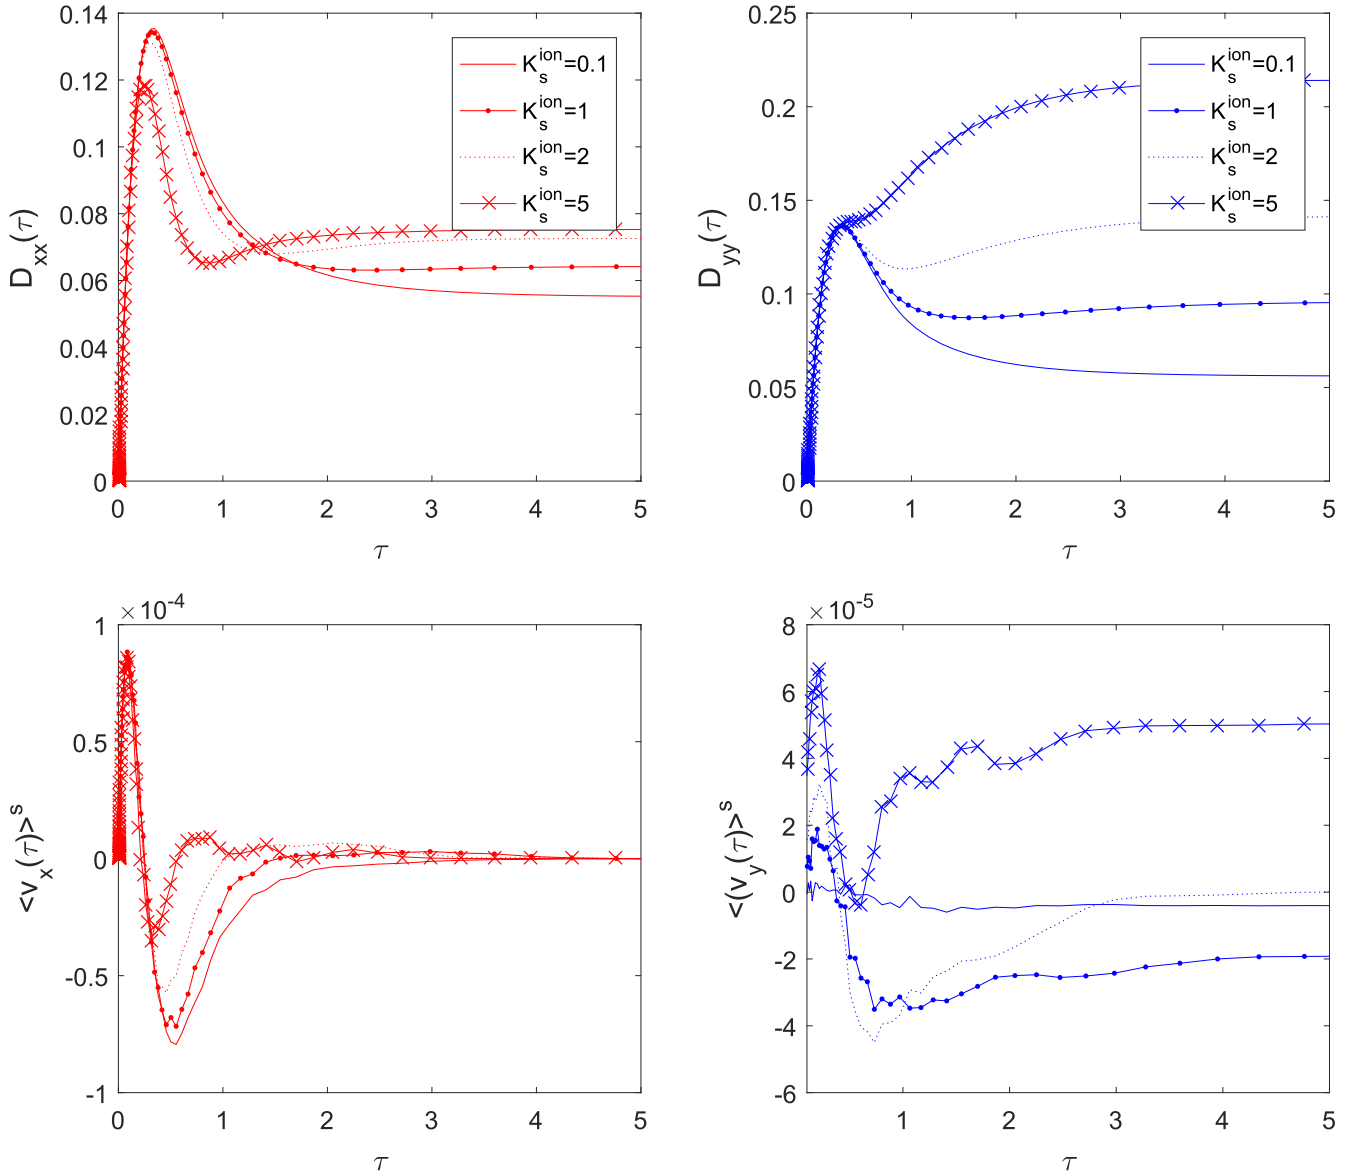 0.14
0.12
0.1
0.08
0.06
0.04
0.02
0
0 1 2 3 4 5
D_xx(τ)
τ
K_s^ion=0.1
K_s^ion=1
K_s^ion=2
K_s^ion=5
0.25
0.2
0.15
0.1
0.05
0
0 1 2 3 4 5
D_yy(τ)
τ
K_s^ion=0.1
K_s^ion=1
K_s^ion=2
K_s^ion=5
×10^-4
1
0.5
0
-0.5
-1
0 1 2 3 4 5
<v_x(τ)>^s
τ
×10^-5
8
6
4
2
0
-2
-4
-6
1 2 3 4 5
<(v_y(τ)>^s
τ